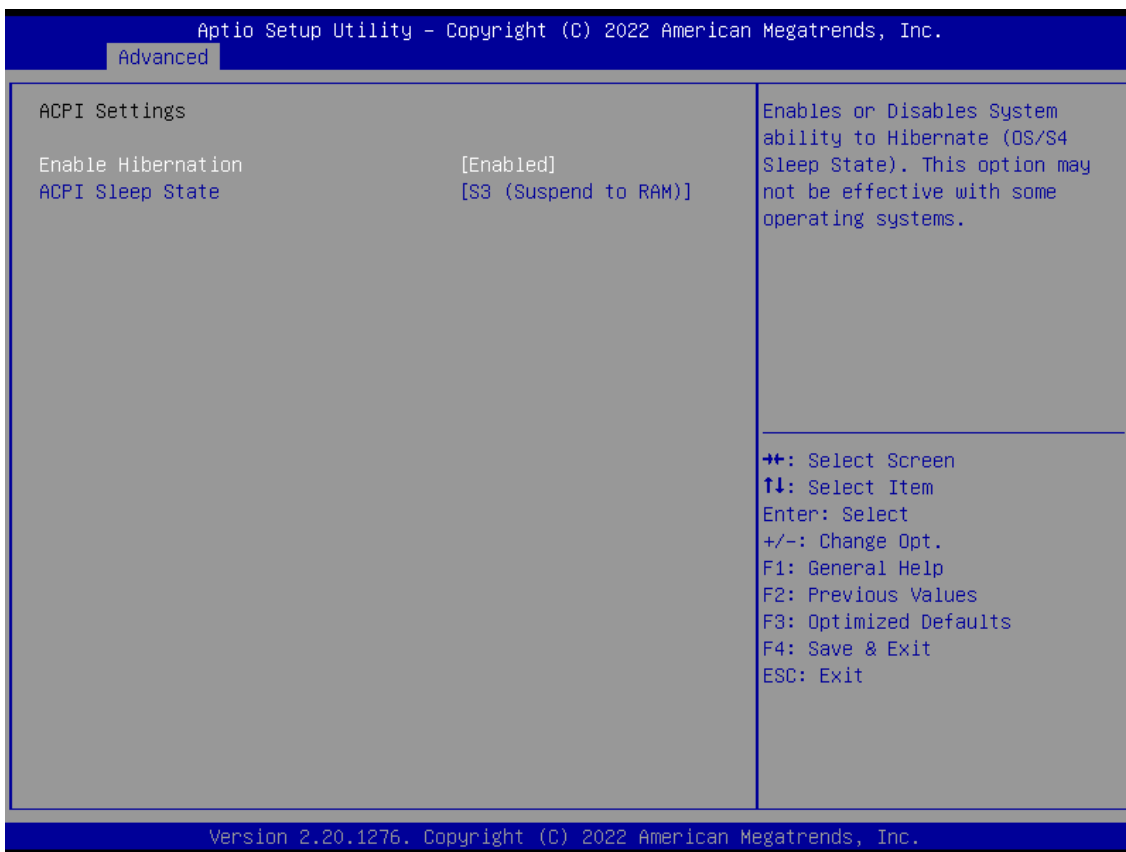 Aptio Setup Utility – Copyright (C) 2022 American Megatrends, Inc.
Advanced
ACPI Settings
Enable Hibernation [Enabled]
ACPI Sleep State [S3 (Suspend to RAM)]
Enables or Disables System
ability to Hibernate (OS/S4
Sleep State). This option may
not be effective with some
operating systems.
→←: Select Screen
↑↓: Select Item
Enter: Select
+/-: Change Opt.
F1: General Help
F2: Previous Values
F3: Optimized Defaults
F4: Save & Exit
ESC: Exit
Version 2.20.1276. Copyright (C) 2022 American Megatrends, Inc.